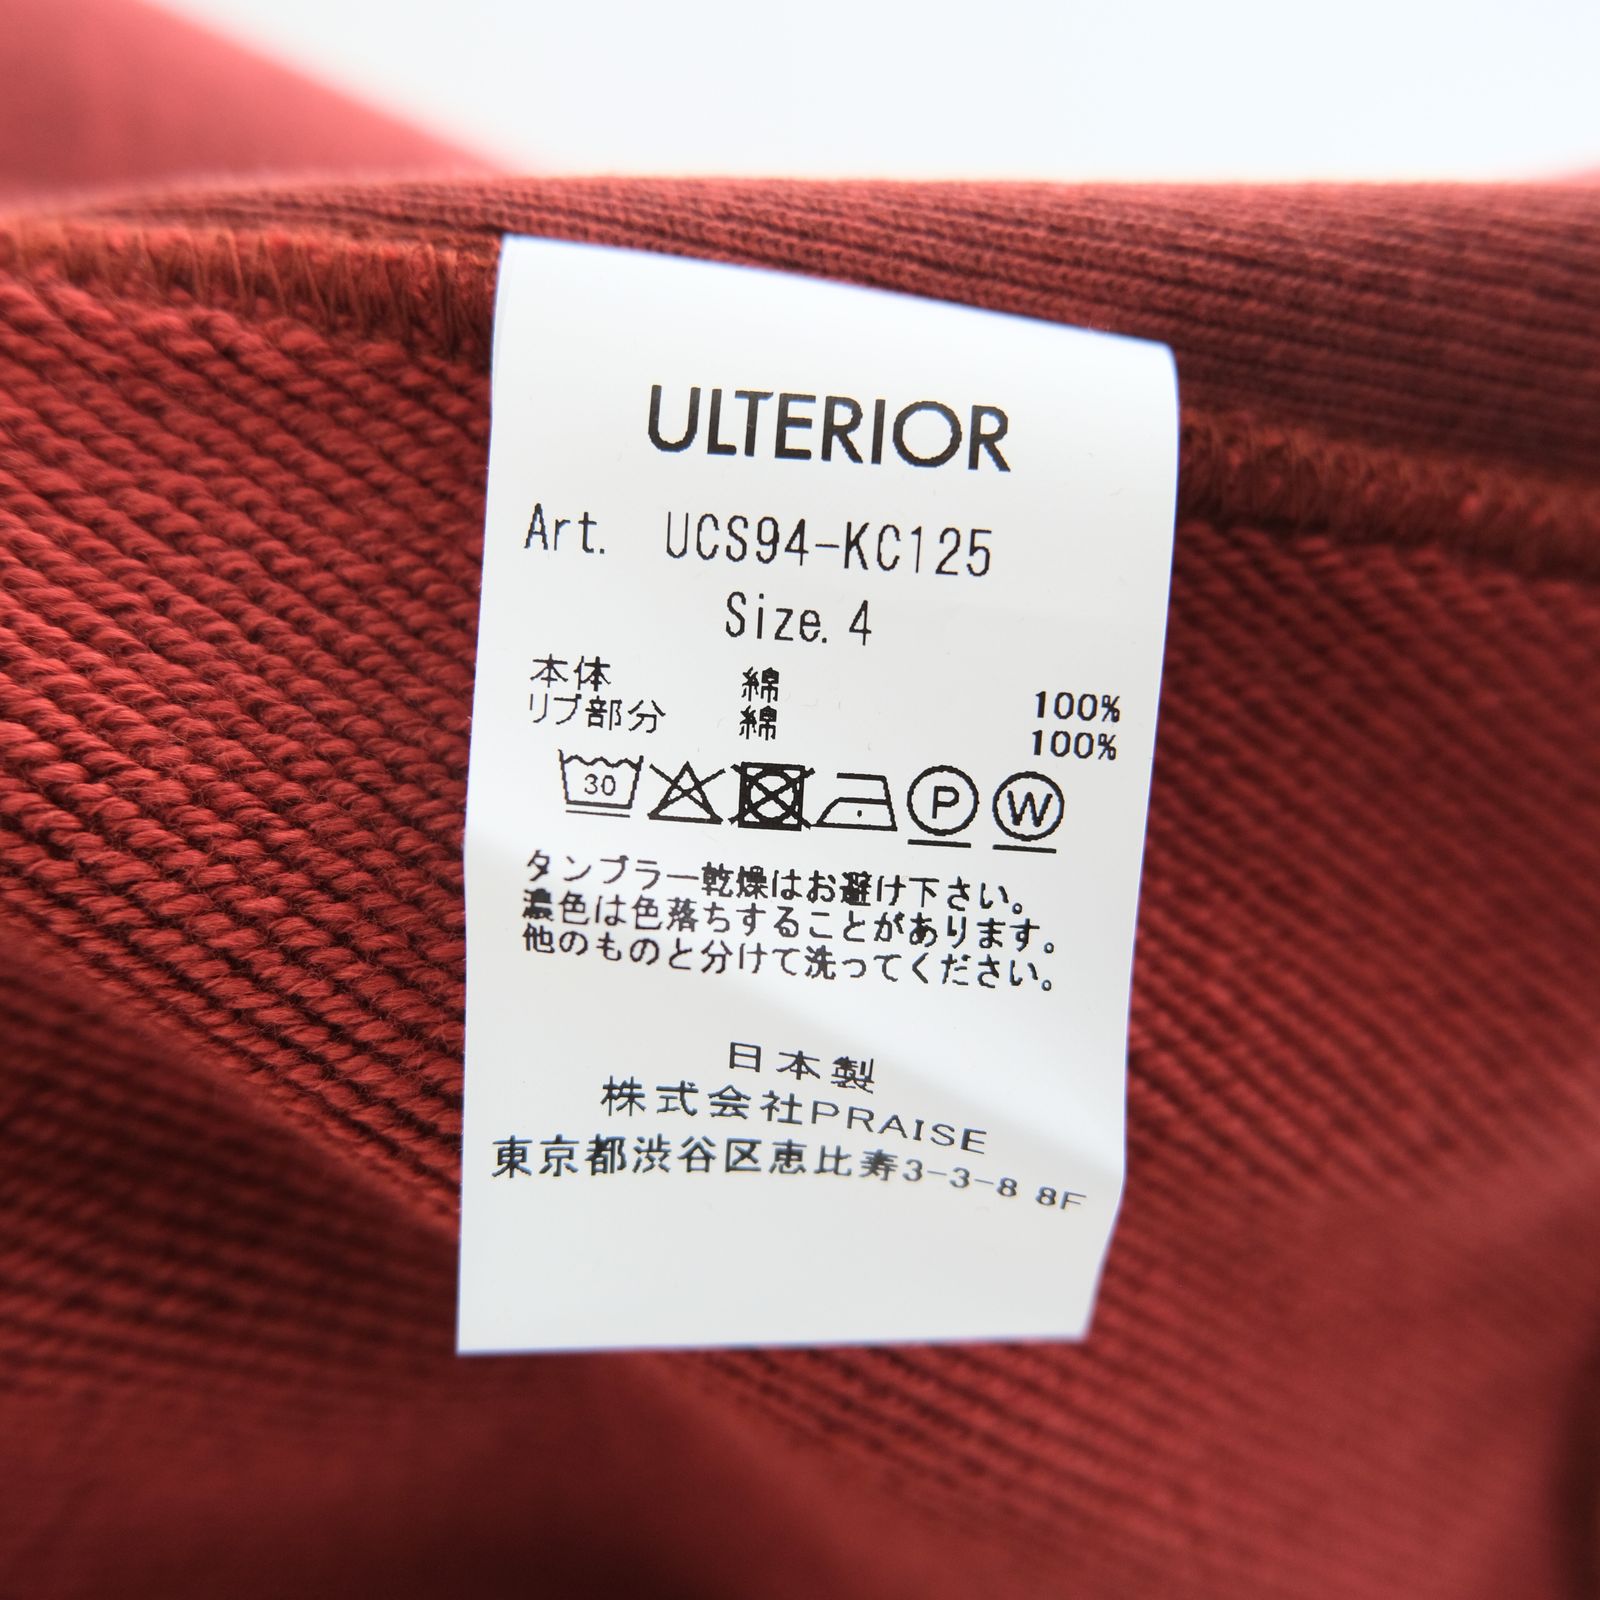 ULTERIOR
Art. UCS94-KC125
Size. 4
本体 綿 100%
リブ部分 綿 100%
30 P W
タンブラー乾燥はお避け下さい。
濃色は色落ちすることがあります。
他のものと分けて洗ってください。
日本製
株式会社PRAISE
東京都渋谷区恵比寿3-3-8 8F